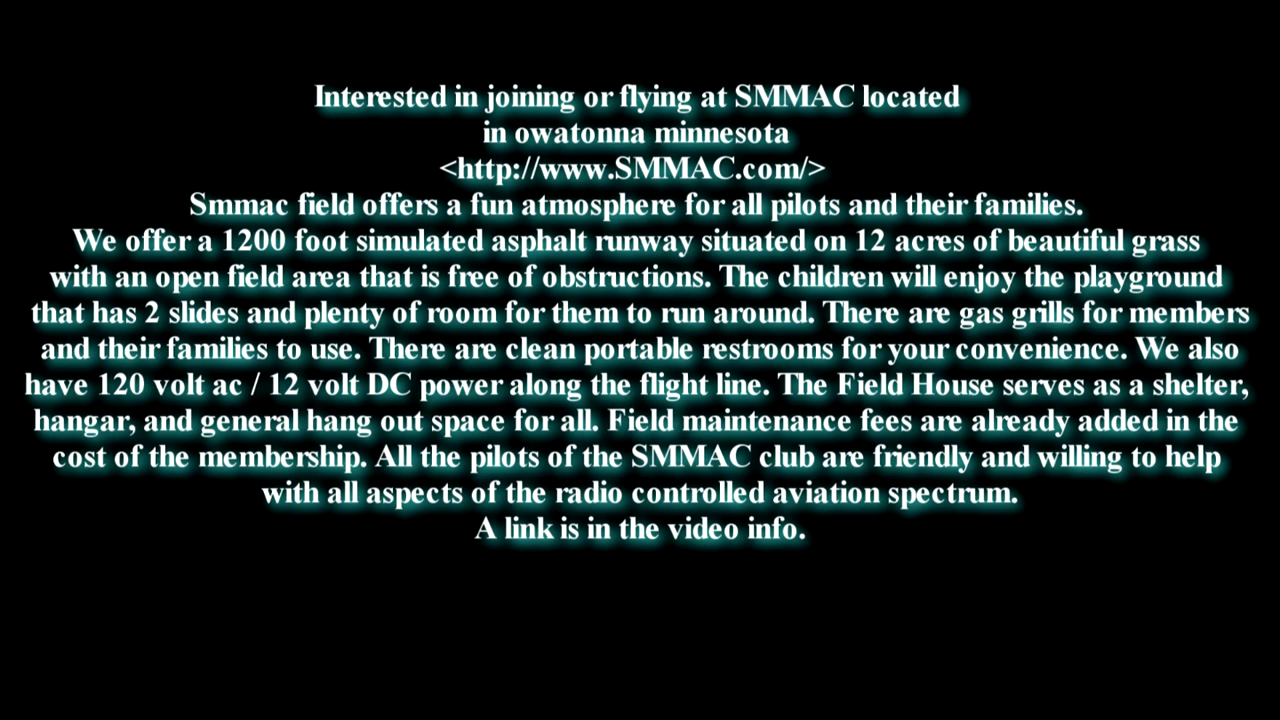 Interested in joining or flying at SMMAC located
in owatonna minnesota
<http://www.SMMAC.com/>
Smmac field offers a fun atmosphere for all pilots and their families.
We offer a 1200 foot simulated asphalt runway situated on 12 acres of beautiful grass
with an open field area that is free of obstructions. The children will enjoy the playground
that has 2 slides and plenty of room for them to run around. There are gas grills for members
and their families to use. There are clean portable restrooms for your convenience. We also
have 120 volt ac / 12 volt DC power along the flight line. The Field House serves as a shelter,
hangar, and general hang out space for all. Field maintenance fees are already added in the
cost of the membership. All the pilots of the SMMAC club are friendly and willing to help
with all aspects of the radio controlled aviation spectrum.
A link is in the video info.